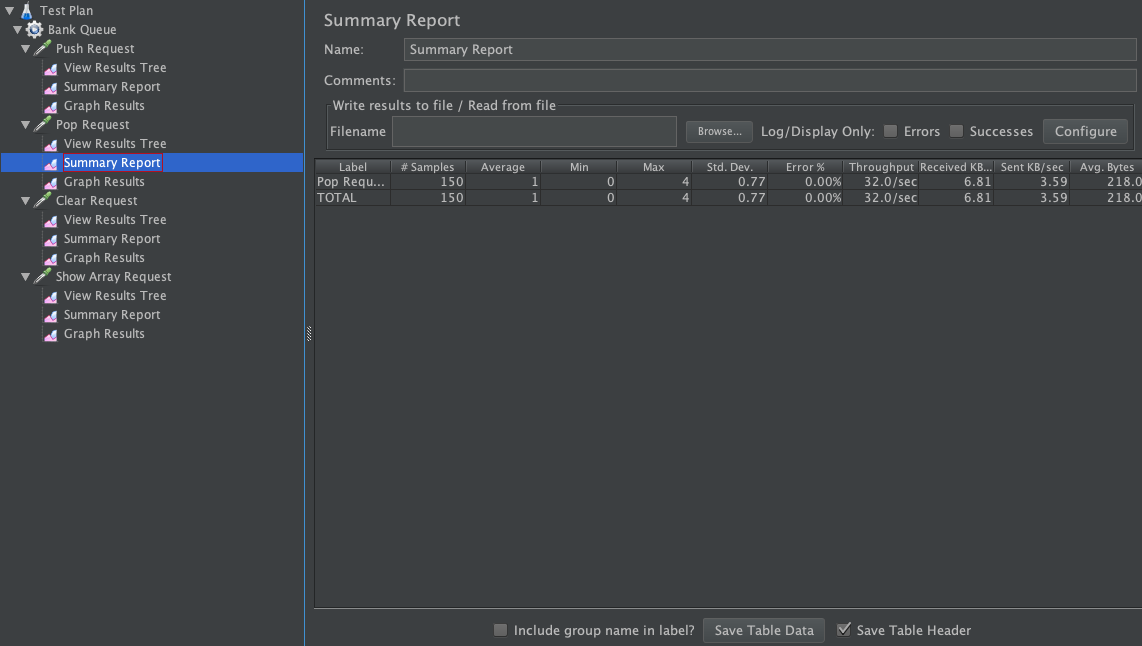 Test Plan
Bank Queue
Push Request
View Results Tree
Summary Report
Graph Results
Pop Request
View Results Tree
Summary Report
Graph Results
Clear Request
View Results Tree
Summary Report
Graph Results
Show Array Request
View Results Tree
Summary Report
Graph Results
Summary Report
Name: Summary Report
Comments:
Write results to file / Read from file
Filename Browse... Log/Display Only: Errors Successes Configure
Label # Samples Average Min Max Std. Dev. Error % Throughput Received KB... Sent KB/sec Avg. Bytes
Pop Requ... 150 1 0 4 0.77 0.00% 32.0/sec 6.81 3.59 218.0
TOTAL 150 1 0 4 0.77 0.00% 32.0/sec 6.81 3.59 218.0
Include group name in label? Save Table Data Save Table Header